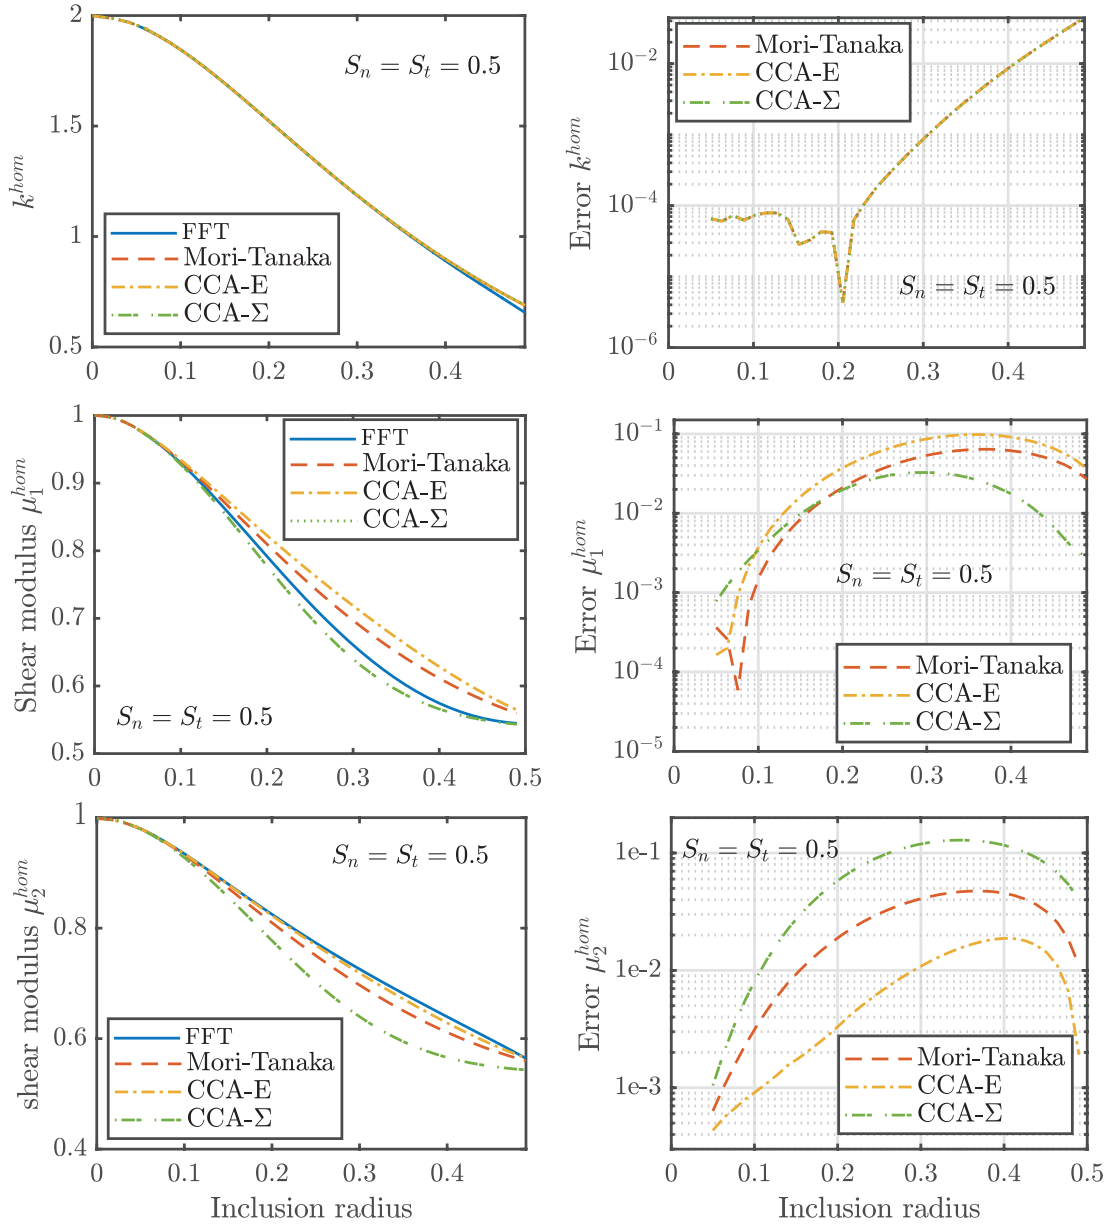 2
1.5
1
0.5
k^{hom}
S_n = S_t = 0.5
FFT
Mori-Tanaka
CCA-E
CCA-Σ
0 0.1 0.2 0.3 0.4
10^{-2}
10^{-4}
10^{-6}
Error k^{hom}
Mori-Tanaka
CCA-E
CCA-Σ
S_n = S_t = 0.5
0 0.1 0.2 0.3 0.4
1
0.9
0.8
0.7
0.6
0.5
Shear modulus μ_1^{hom}
FFT
Mori-Tanaka
CCA-E
CCA-Σ
S_n = S_t = 0.5
0 0.1 0.2 0.3 0.4 0.5
10^{-1}
10^{-2}
10^{-3}
10^{-4}
10^{-5}
Error μ_1^{hom}
S_n = S_t = 0.5
Mori-Tanaka
CCA-E
CCA-Σ
0 0.1 0.2 0.3 0.4
1
0.8
0.6
0.4
shear modulus μ_2^{hom}
S_n = S_t = 0.5
FFT
Mori-Tanaka
CCA-E
CCA-Σ
0 0.1 0.2 0.3 0.4
Inclusion radius
1e-1
1e-2
1e-3
Error μ_2^{hom}
S_n = S_t = 0.5
Mori-Tanaka
CCA-E
CCA-Σ
0 0.1 0.2 0.3 0.4 0.5
Inclusion radius